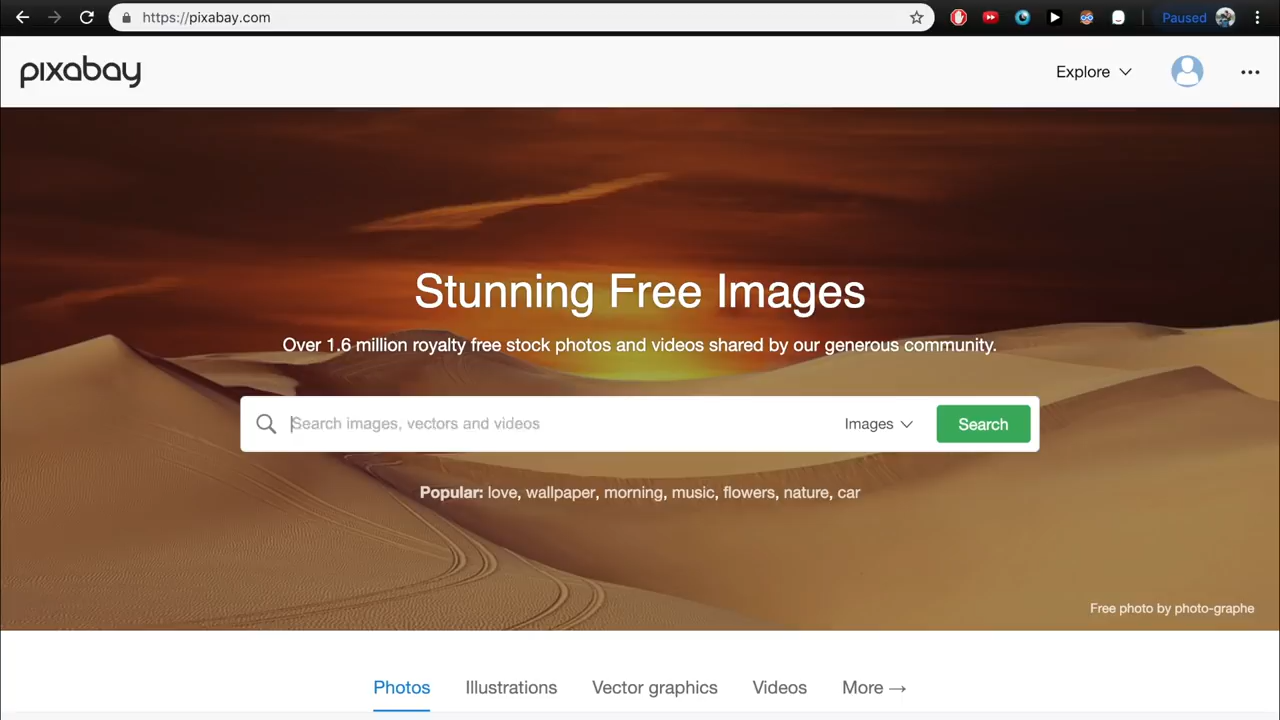 https://pixabay.com
Paused
pixabay
Explore
Stunning Free Images
Over 1.6 million royalty free stock photos and videos shared by our generous community.
Search images, vectors and videos
Images
Search
Popular: love, wallpaper, morning, music, flowers, nature, car
Free photo by photo-graphe
Photos
Illustrations
Vector graphics
Videos
More →